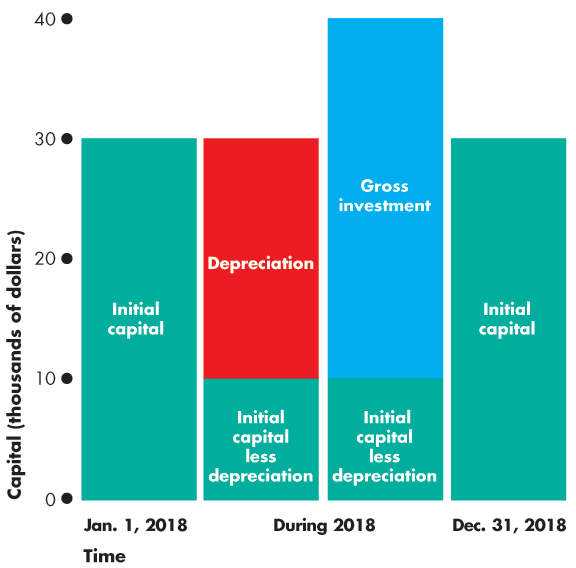 40
30
20
10
0
Capital (thousands of dollars)
Initial
capital
Depreciation
Initial
capital
less
depreciation
Gross
investment
Initial
capital
less
depreciation
Initial
capital
Jan. 1, 2018
During 2018
Dec. 31, 2018
Time